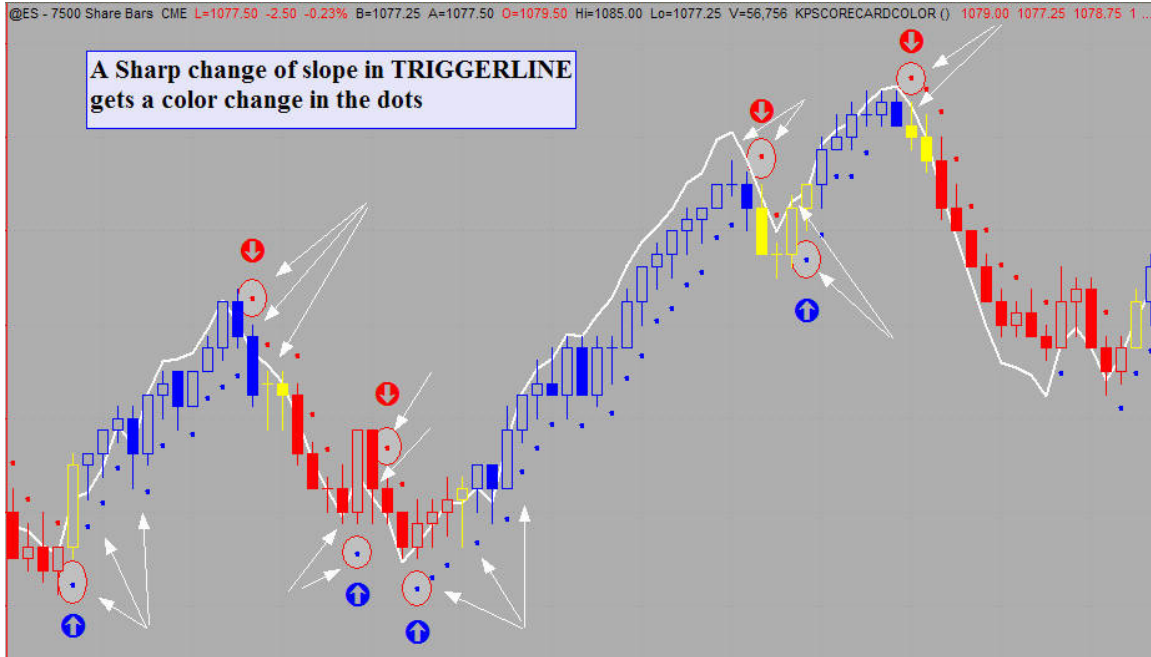 @ES - 7500 Share Bars CME L=1077.50 -2.50 -0.23% B=1077.25 A=1077.50 O=1079.50 Hi=1085.00 Lo=1077.25 V=56,756 KPSCORECARDCOLOR () 1079.00 1077.25 1078.75 1 ...
A Sharp change of slope in TRIGGERLINE
gets a color change in the dots